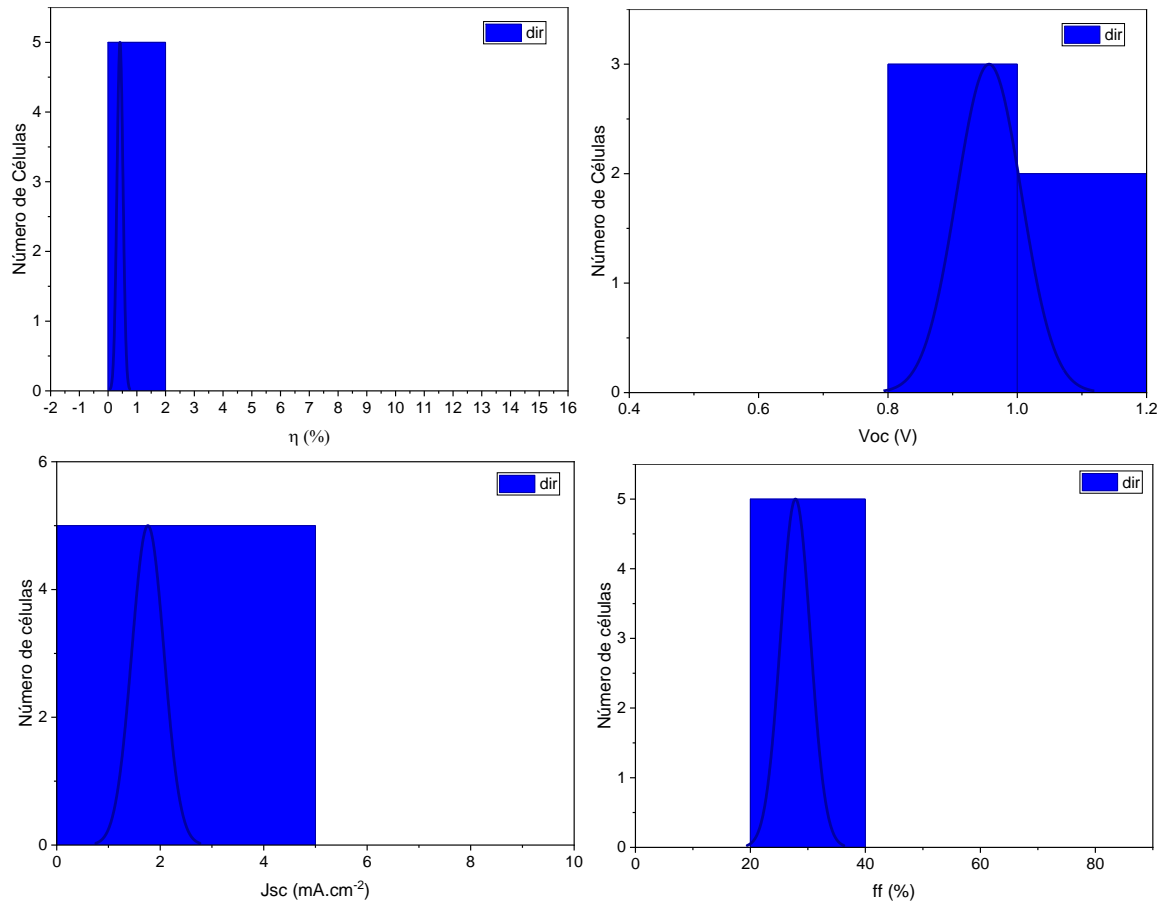 dir
Número de Células
5
4
3
2
1
0
-2 -1 0 1 2 3 4 5 6 7 8 9 10 11 12 13 14 15 16
η (%)
dir
Número de Células
3
2
1
0
0.4 0.6 0.8 1.0 1.2
Voc (V)
dir
Número de células
6
4
2
0
0 2 4 6 8 10
Jsc (mA.cm-2)
dir
Número de células
5
4
3
2
1
0
0 20 40 60 80
ff (%)